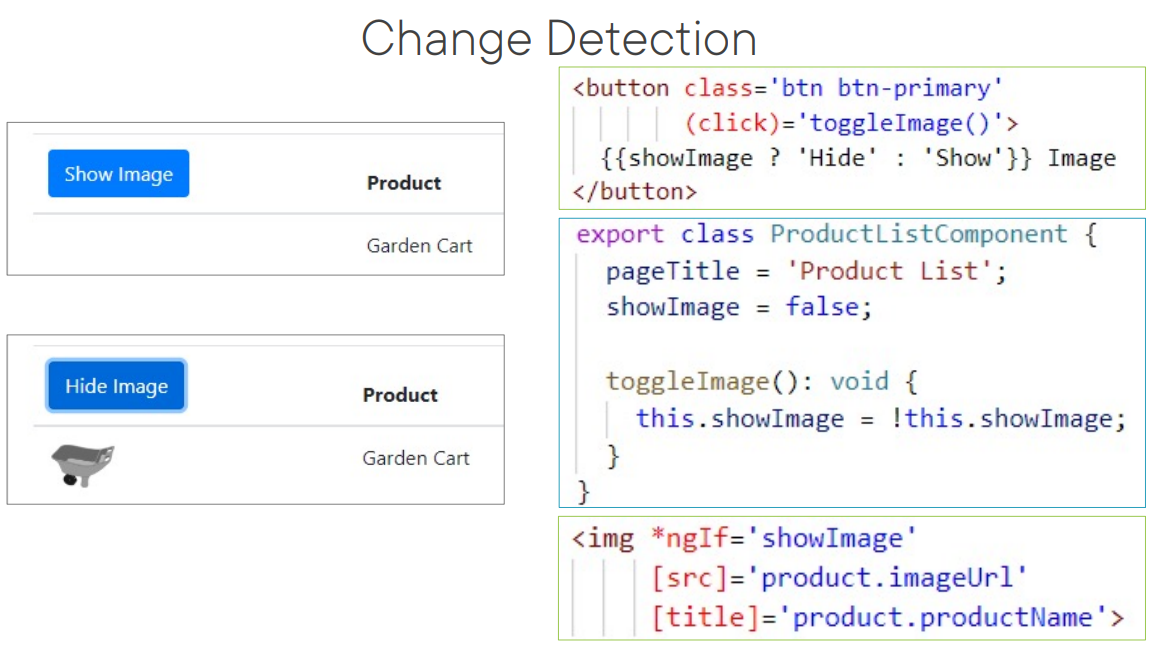 Change Detection
Show Image
Product
Garden Cart
Hide Image
Product
Garden Cart
<button class='btn btn-primary'
(click)='toggleImage()'>
{{showImage ? 'Hide' : 'Show'}} Image
</button>
export class ProductListComponent {
pageTitle = 'Product List';
showImage = false;
toggleImage(): void {
this.showImage = !this.showImage;
}
}
<img *ngIf='showImage'
[src]='product.imageUrl'
[title]='product.productName'>